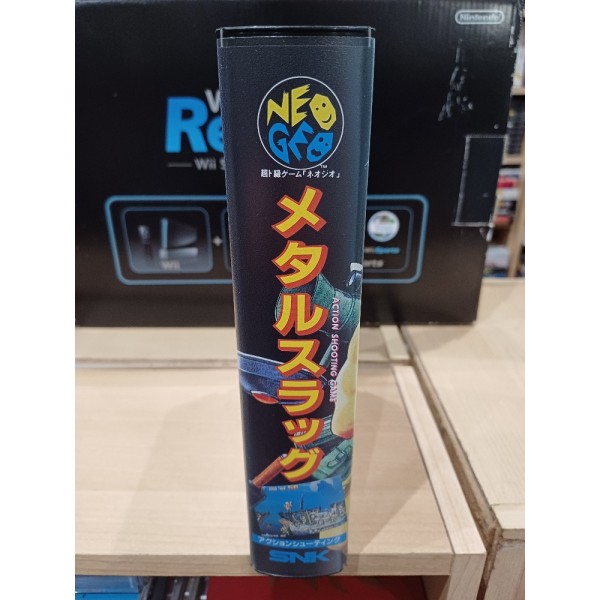 NEO
GEO
TM
超ド級ゲーム「ネオジオ」
メタルスラッグ
ACTION SHOOTING GAME
アクションシューティング
SNK
Nintendo
Wii